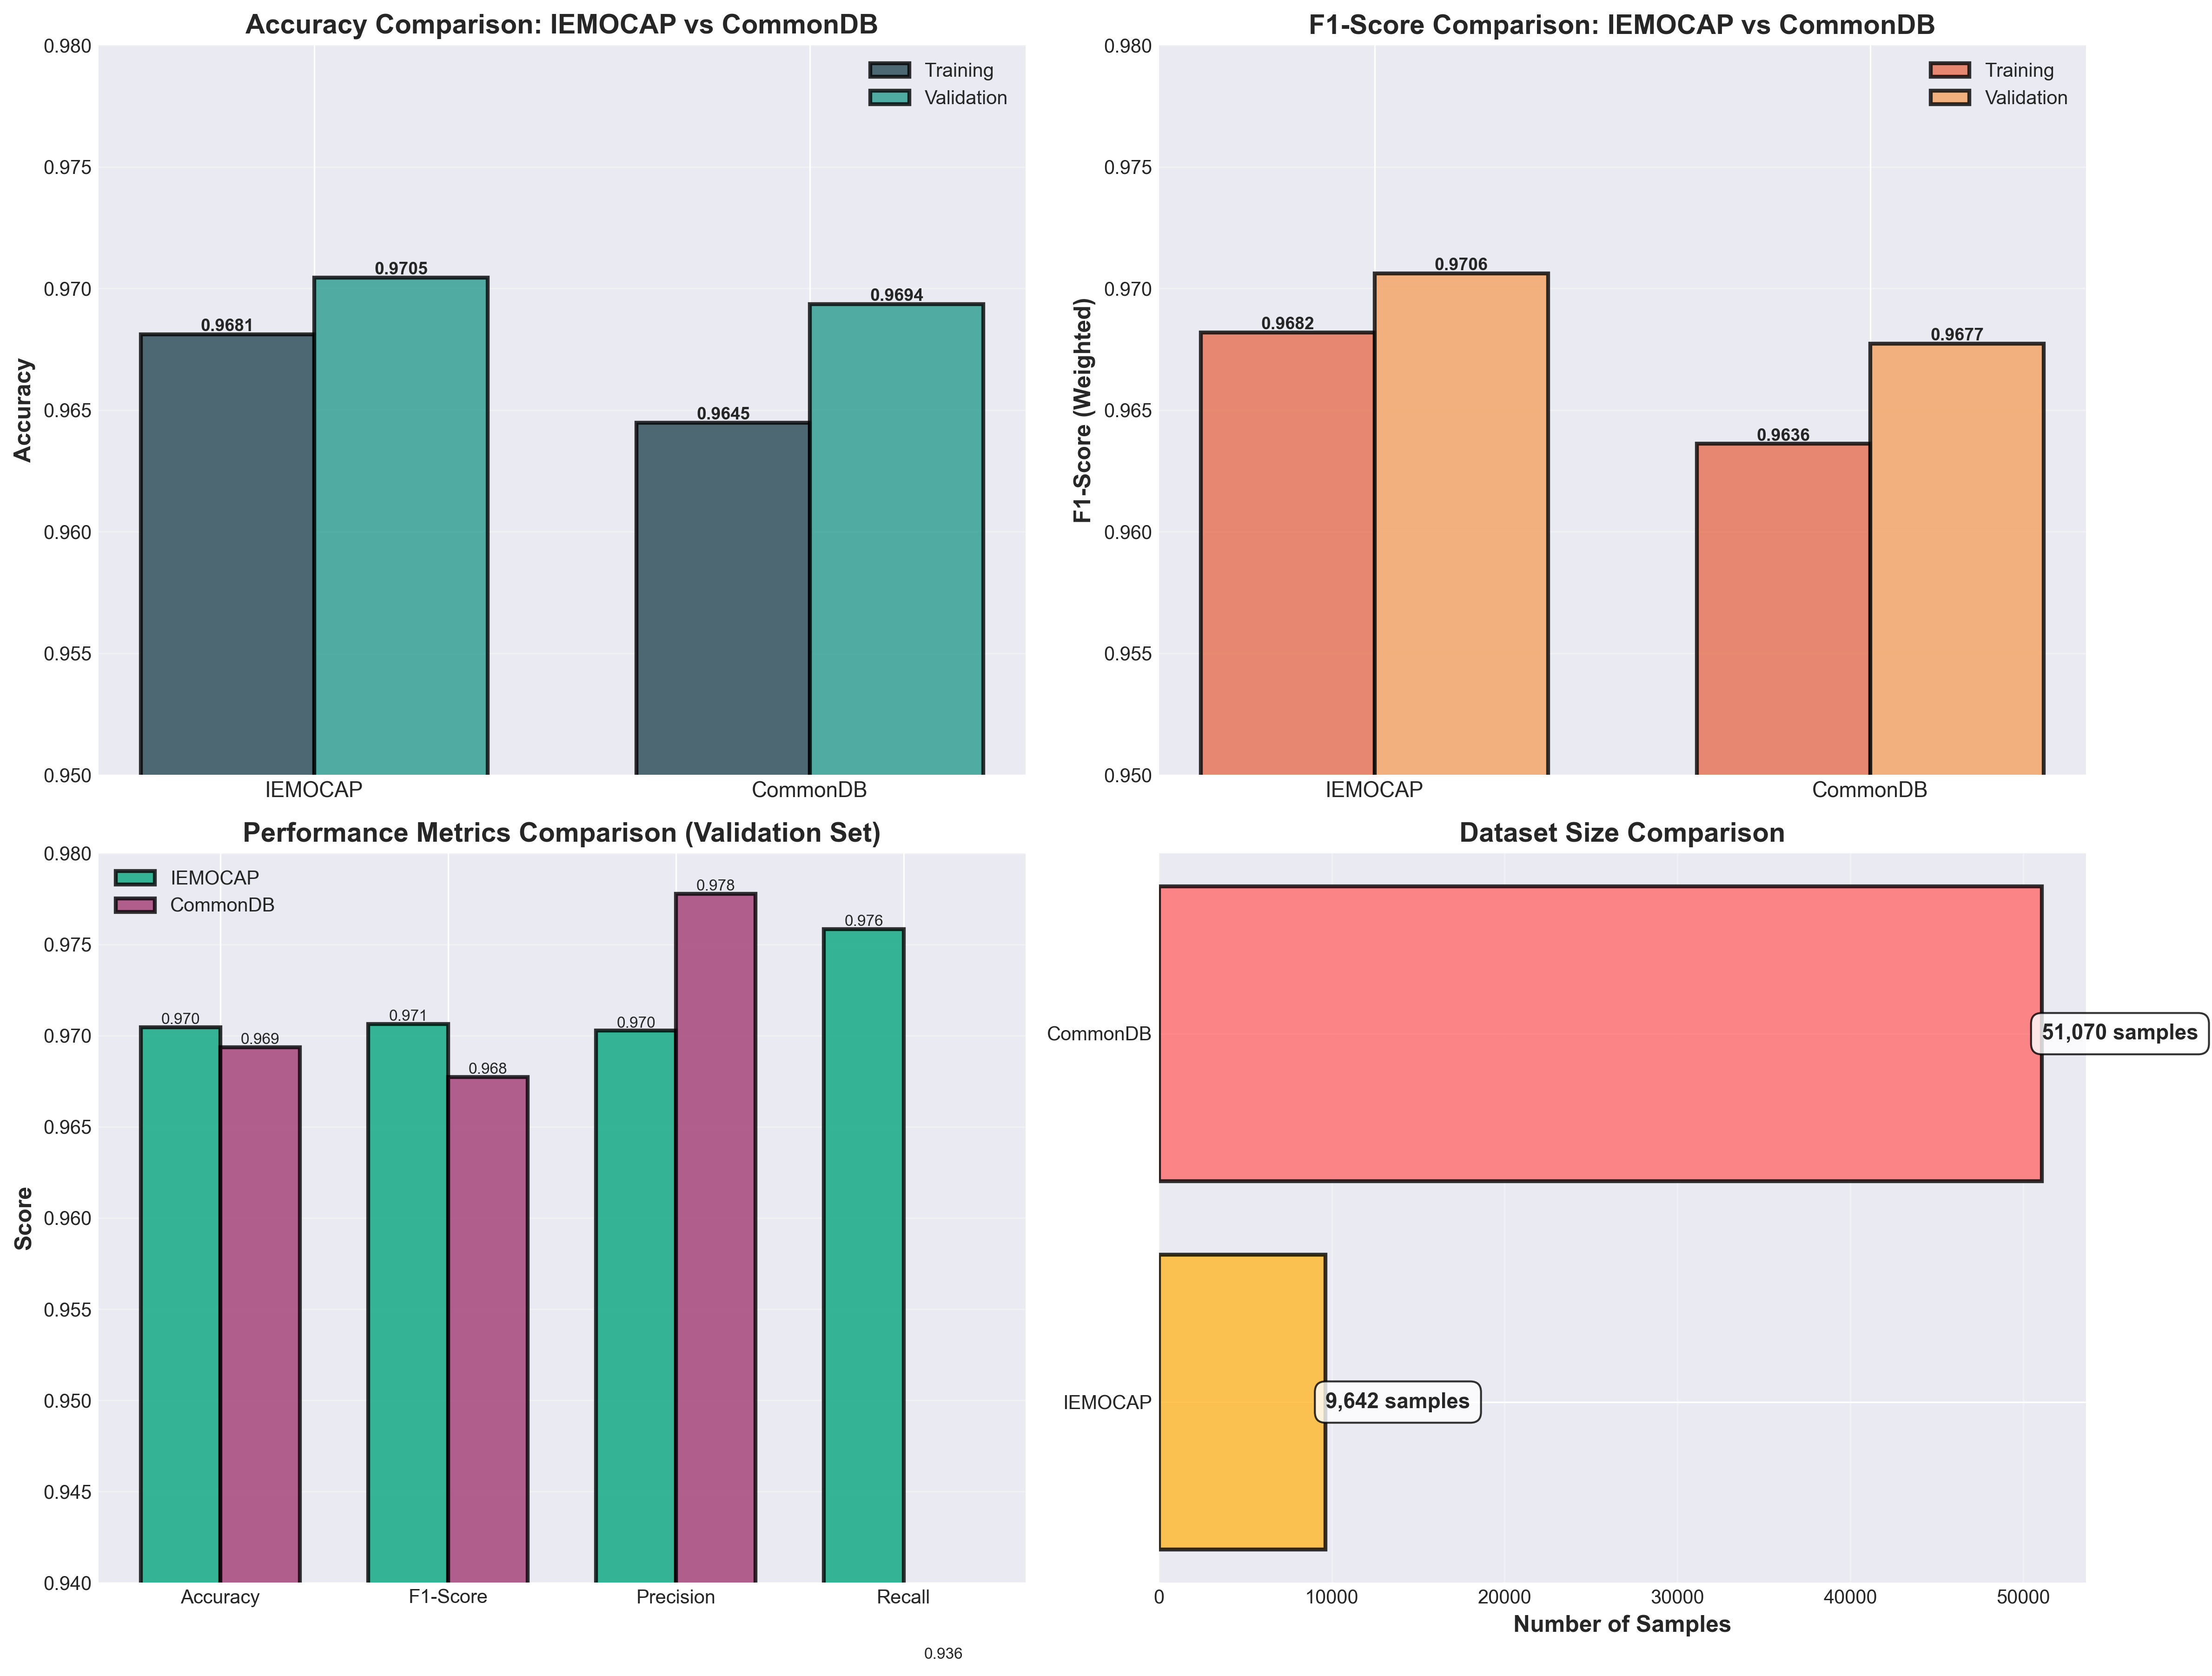 Accuracy Comparison: IEMOCAP vs CommonDB
Training
Validation
Accuracy
0.980
0.975
0.970
0.965
0.960
0.955
0.950
0.9681
0.9705
0.9645
0.9694
IEMOCAP
CommonDB
F1-Score Comparison: IEMOCAP vs CommonDB
Training
Validation
F1-Score (Weighted)
0.980
0.975
0.970
0.965
0.960
0.955
0.950
0.9682
0.9706
0.9636
0.9677
IEMOCAP
CommonDB
Performance Metrics Comparison (Validation Set)
IEMOCAP
CommonDB
Score
0.980
0.975
0.970
0.965
0.960
0.955
0.950
0.945
0.940
0.970
0.969
0.971
0.968
0.970
0.978
0.976
0.936
Accuracy
F1-Score
Precision
Recall
Dataset Size Comparison
CommonDB
51,070 samples
IEMOCAP
9,642 samples
0
10000
20000
30000
40000
50000
Number of Samples